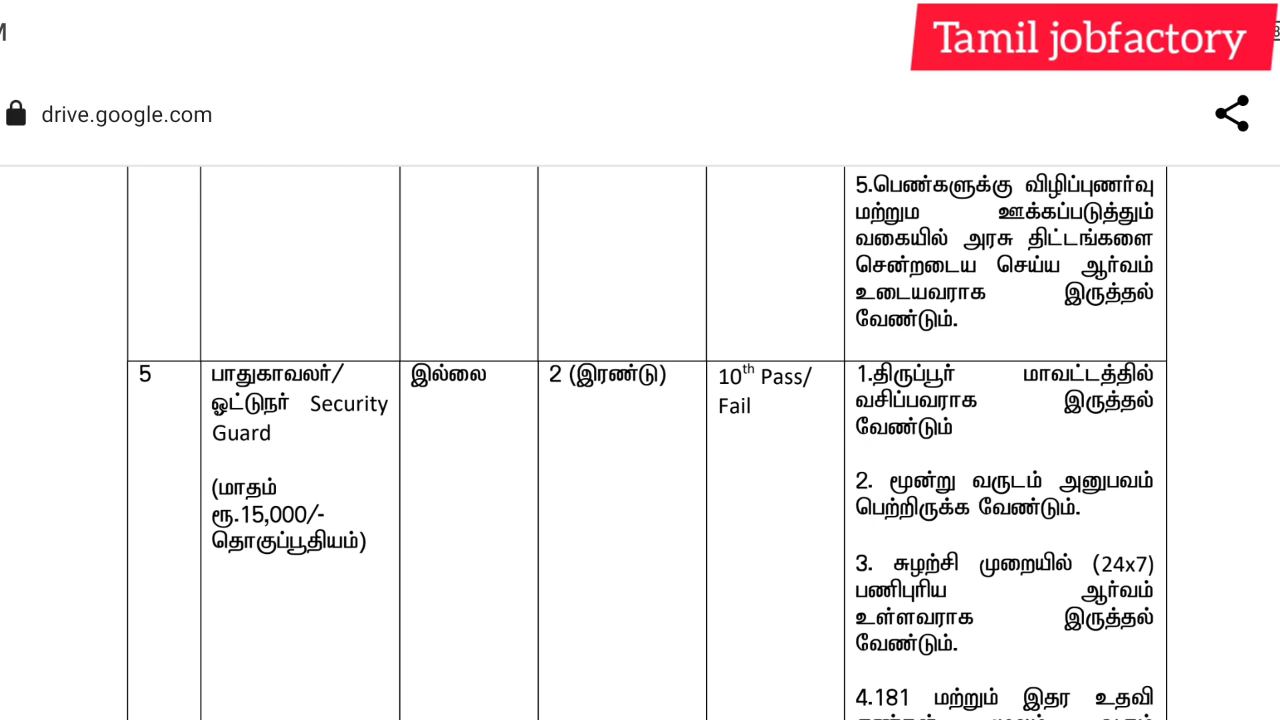 Tamil jobfactory
drive.google.com
5.பெண்களுக்கு விழிப்புணர்வு
மற்றும ஊக்கப்படுத்தும்
வகையில் அரசு திட்டங்களை
சென்றடைய செய்ய ஆர்வம்
உடையவராக இருத்தல்
வேண்டும்.
5
பாதுகாவலர்/
ஓட்டுநர் Security
Guard
(மாதம்
ரூ.15,000/-
தொகுப்பூதியம்)
இல்லை
2 (இரண்டு)
10th Pass/
Fail
1.திருப்பூர் மாவட்டத்தில்
வசிப்பவராக இருத்தல்
வேண்டும்
2. மூன்று வருடம் அனுபவம்
பெற்றிருக்க வேண்டும்.
3. சுழற்சி முறையில் (24x7)
பணிபுரிய ஆர்வம்
உள்ளவராக இருத்தல்
வேண்டும்.
4.181 மற்றும் இதர உதவி